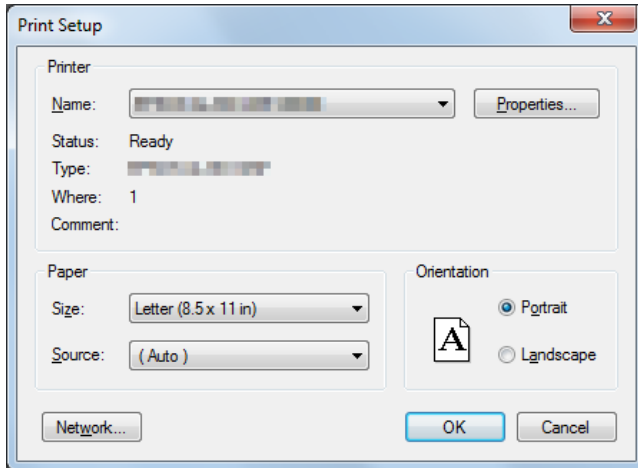 Print Setup
Printer
Name:
Properties...
Status: Ready
Type:
Where: 1
Comment:
Paper
Size: Letter (8.5 x 11 in)
Source: ( Auto )
Orientation
A
Portrait
Landscape
Network...
OK
Cancel